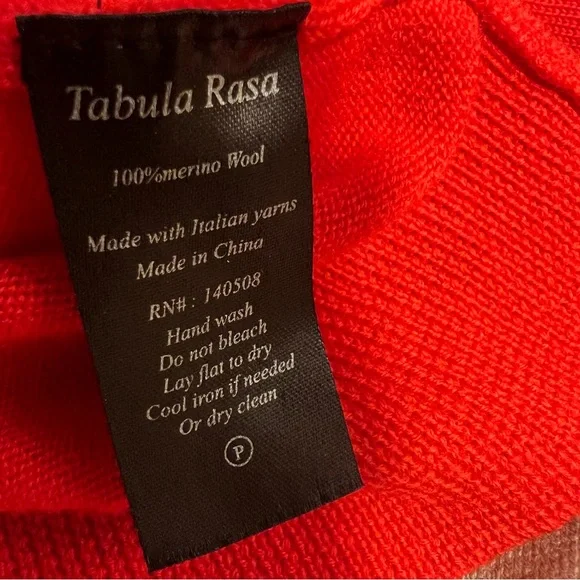 Tabula Rasa
100%merino Wool
Made with Italian yarns
Made in China
RN# : 140508
Hand wash
Do not bleach
Lay flat to dry
Cool iron if needed
Or dry clean
P